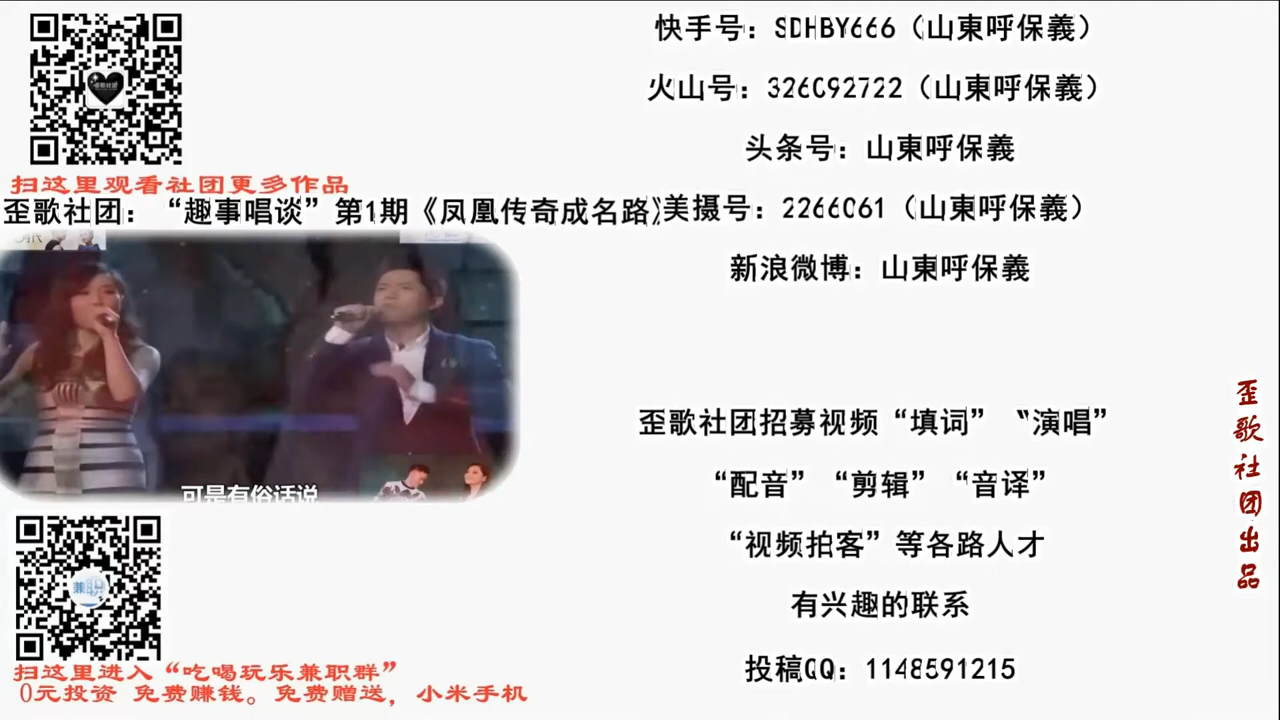 快手号：SDHBY666（山東呼保義）
火山号：326092722（山東呼保義）
头条号：山東呼保義
扫这里观看社团更多作品
歪歌社团：“趣事唱谈”第1期《凤凰传奇成名路》
美摄号：2266061（山東呼保義）
新浪微博：山東呼保義
可是有俗话说
歪歌社团招募视频“填词”〝演唱”
“配音”“剪辑”“音译”
“视频拍客”等各路人才
有兴趣的联系
投稿QQ：1148591215
兼职
扫这里进入“吃喝玩乐兼职群”
0元投资 免费赚钱。免费赠送，小米手机
歪歌社团出品